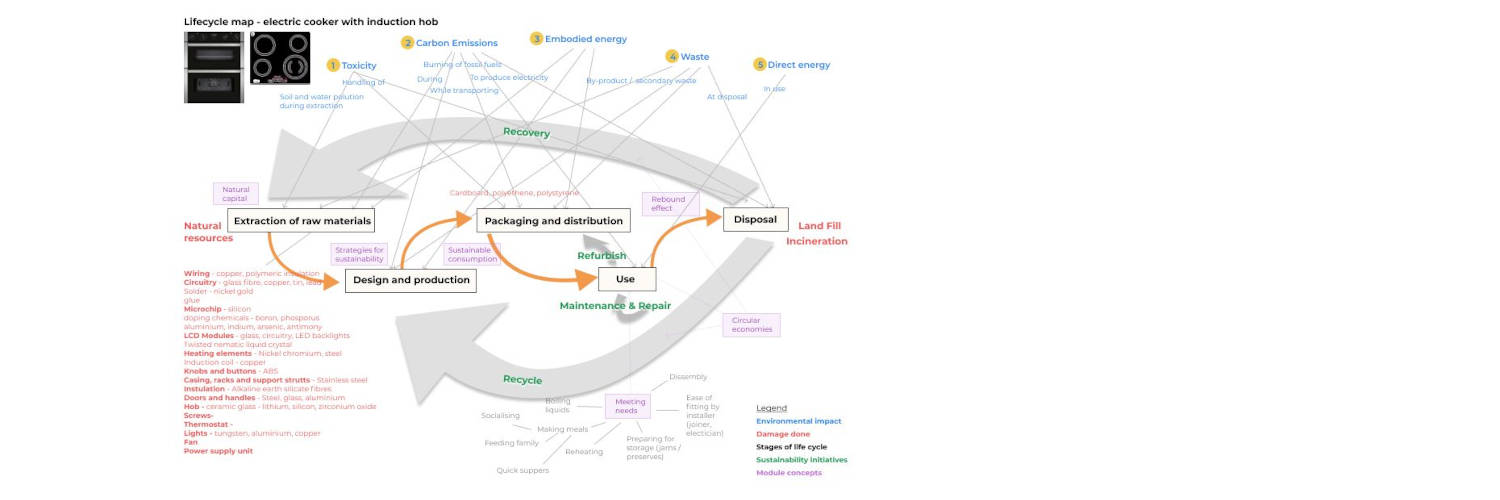 Lifecycle map - electric cooker with induction hob
1 Toxicity
2 Carbon Emissions
3 Embodied energy
4 Waste
5 Direct energy
Handling of
Soil and water polution
during extraction
Burning of fossil fuels
During
To produce electricity
While transporting
By-product / secondary waste
At disposal
In use
Recovery
Natural
capital
Cardboard, polyethene, polystyrene
Rebound
effect
Natural
resources
Extraction of raw materials
Packaging and distribution
Disposal
Land Fill
Incineration
Strategies for
sustainability
Sustainable
consumption
Refurbish
Design and production
Use
Maintenance & Repair
Circular
economies
Wiring - copper, polymeric insulation
Circuitry - glass fibre, copper, tin, lead
Solder - nickel gold
glue
Microchip - silicon
doping chemicals - boron, phosporus
aluminium, indium, arsenic, antimony
LCD Modules - glass, circuitry, LED backlights
Twisted nematic liquid crystal
Heating elements - Nickel chromium, steel
Induction coil - copper
Knobs and buttons - ABS
Casing, racks and support strutts - Stainless steel
Instulation - Alkaline earth silicate fibres
Doors and handles - Steel, glass, aluminium
Hob - ceramic glass - lithium, silicon, zirconium oxide
Screws-
Thermostat -
Lights - tungsten, aluminium, copper
Fan
Power supply unit
Recycle
Meeting
needs
Dissembly
Boiling
liquids
Socialising
Making meals
Feeding family
Reheating
Quick suppers
Preparing for
storage (jams /
preserves)
Ease of
fitting by
installer
(joiner,
electician)
Legend
Environmental impact
Damage done
Stages of life cycle
Sustainability initiatives
Module concepts